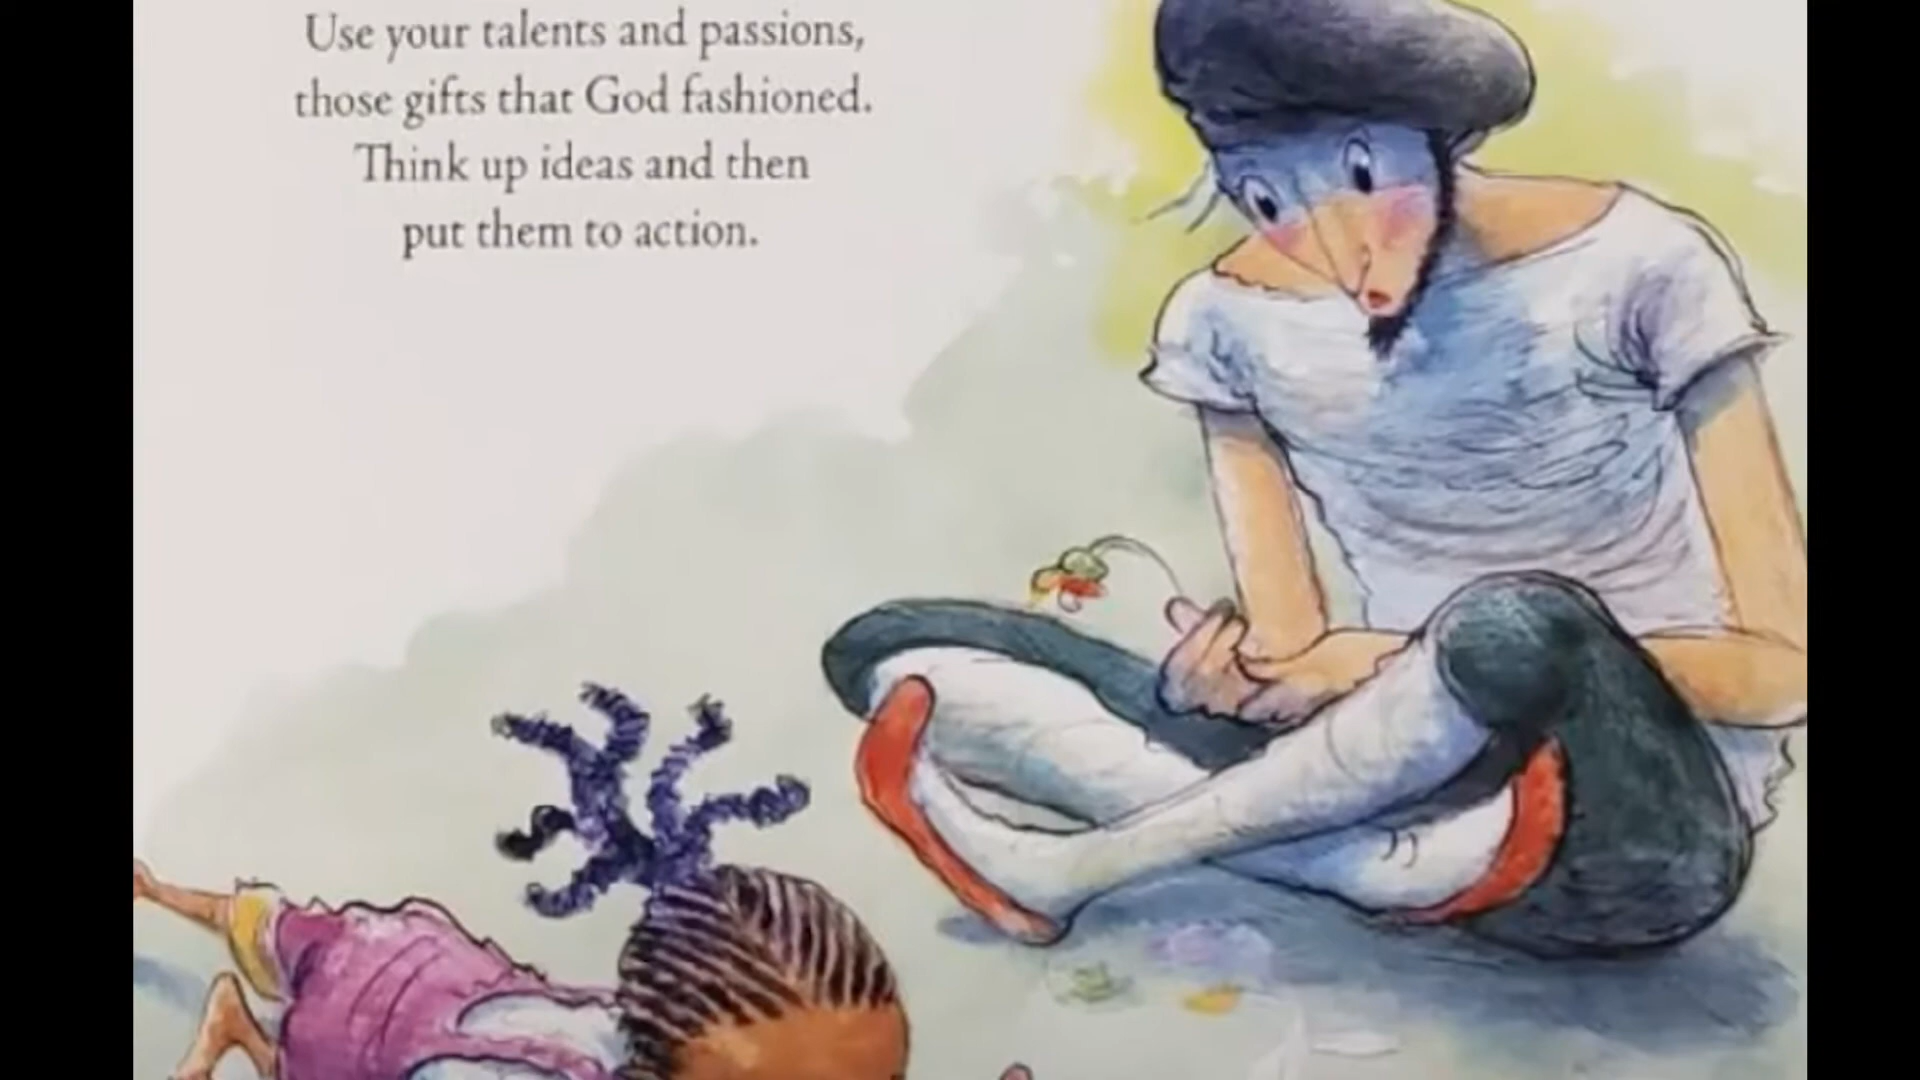 Use your talents and passions,
those gifts that God fashioned.
Think up ideas and then
put them to action.